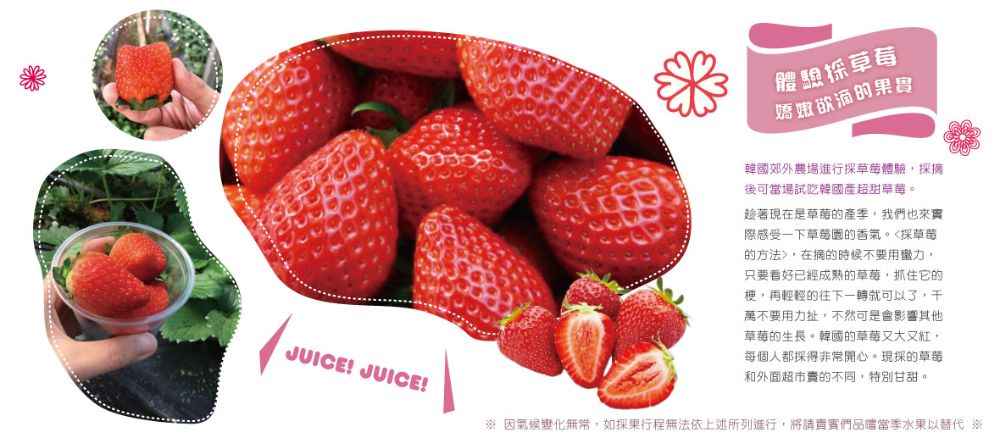 體驗採草莓
嬌嫩欲滴的果實
韓國郊外農場進行採草莓體驗，採摘
後可當場試吃韓國產超甜草莓。
趁著現在是草莓的產季，我們也來實
際感受一下草莓園的香氣。<採草莓
的方法>，在摘的時候不要用蠻力，
只要看好已經成熟的草莓，抓住它的
梗，再輕輕的往下一轉就可以了，千
萬不要用力扯，不然可是會影響其他
草莓的生長。韓國的草莓又大又紅，
每個人都採得非常開心。現採的草莓
和外面超市賣的不同，特別甘甜。
JUICE! JUICE!
※ 因氣候變化無常，如採果行程無法依上述所列進行，將請貴賓們品嚐當季水果以替代 ※